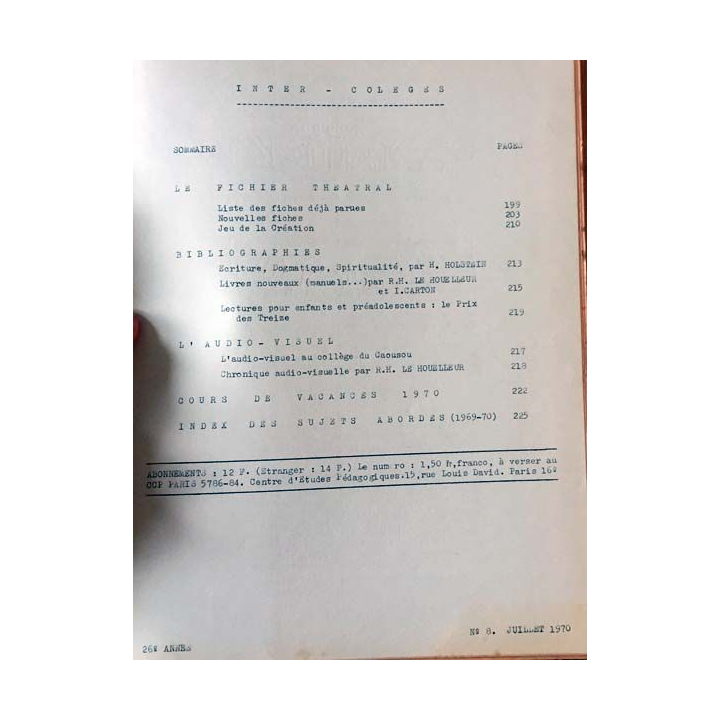 INTER - COLEGES
SOMMAIRE PAGES
LE FICHIER THEATRAL
Liste des fiches déjà parues 199
Nouvelles fiches 203
Jeu de la Création 210
BIBLIOGRAPHIES
Ecriture, Dogmatique, Spiritualité, par H. HOLSTEIN 213
Livres nouveaux (manuels...)par R.H. LE HOUELLEUR
et I.CARTON 215
Lectures pour enfants et préadolescents : le Prix
des Treize 219
L'AUDIO-VISUEL
L'audio-visuel au collège du Caousou 217
Chronique audio-visuelle par R.H. LE HOUELLEUR 218
COURS DE VACANCES 1970 222
INDEX DES SUJETS ABORDES (1969-70) 225
ABONNEMENTS : 12 F. (Etranger : 14 F.) Le numéro : 1,50 fr,franco, à verser au
CCP PARIS 5786-84. Centre d'Etudes Pédagogiques.15,rue Louis David. Paris 16e
Nº 8. JUILLET 1970
26e ANNEE